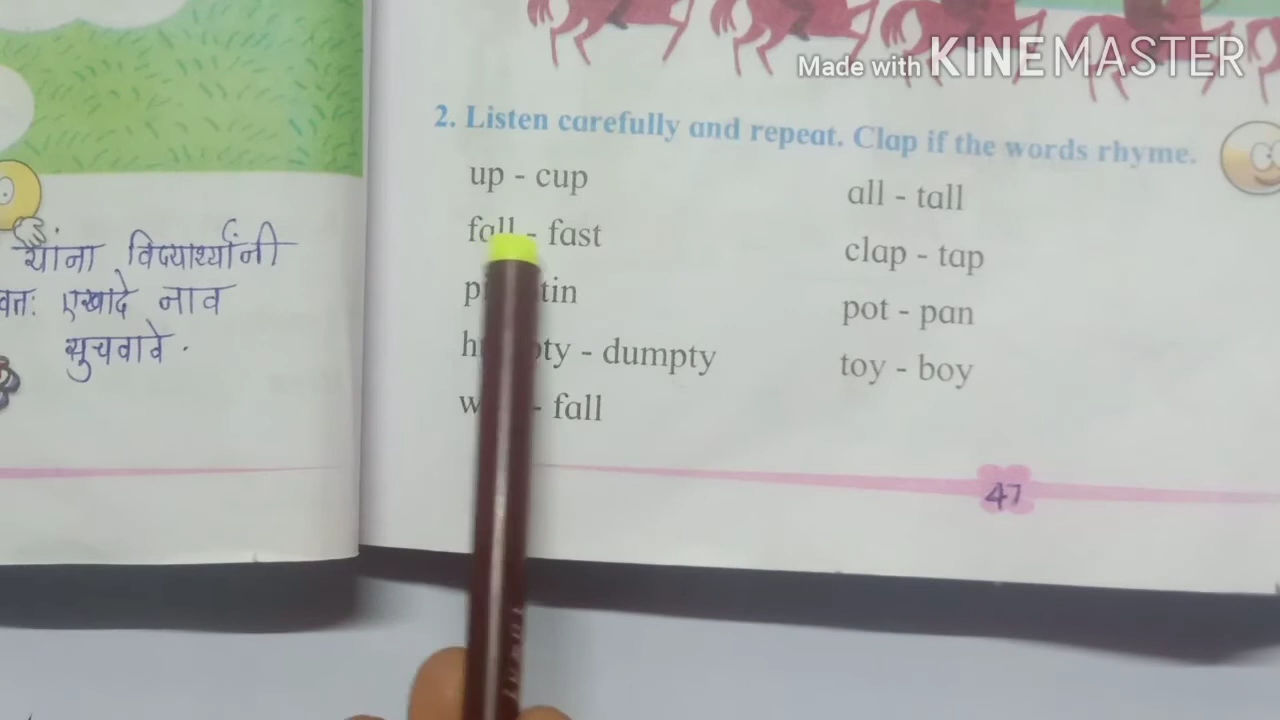 Made with KINEMASTER
2. Listen carefully and repeat. Clap if the words rhyme.
up - cup
fall - fast
tin
- dumpty
- fall
all - tall
clap - tap
pot - pan
toy - boy
47
यांना विद्यार्थ्यांनी
एखादे नाव
सुचवावे.